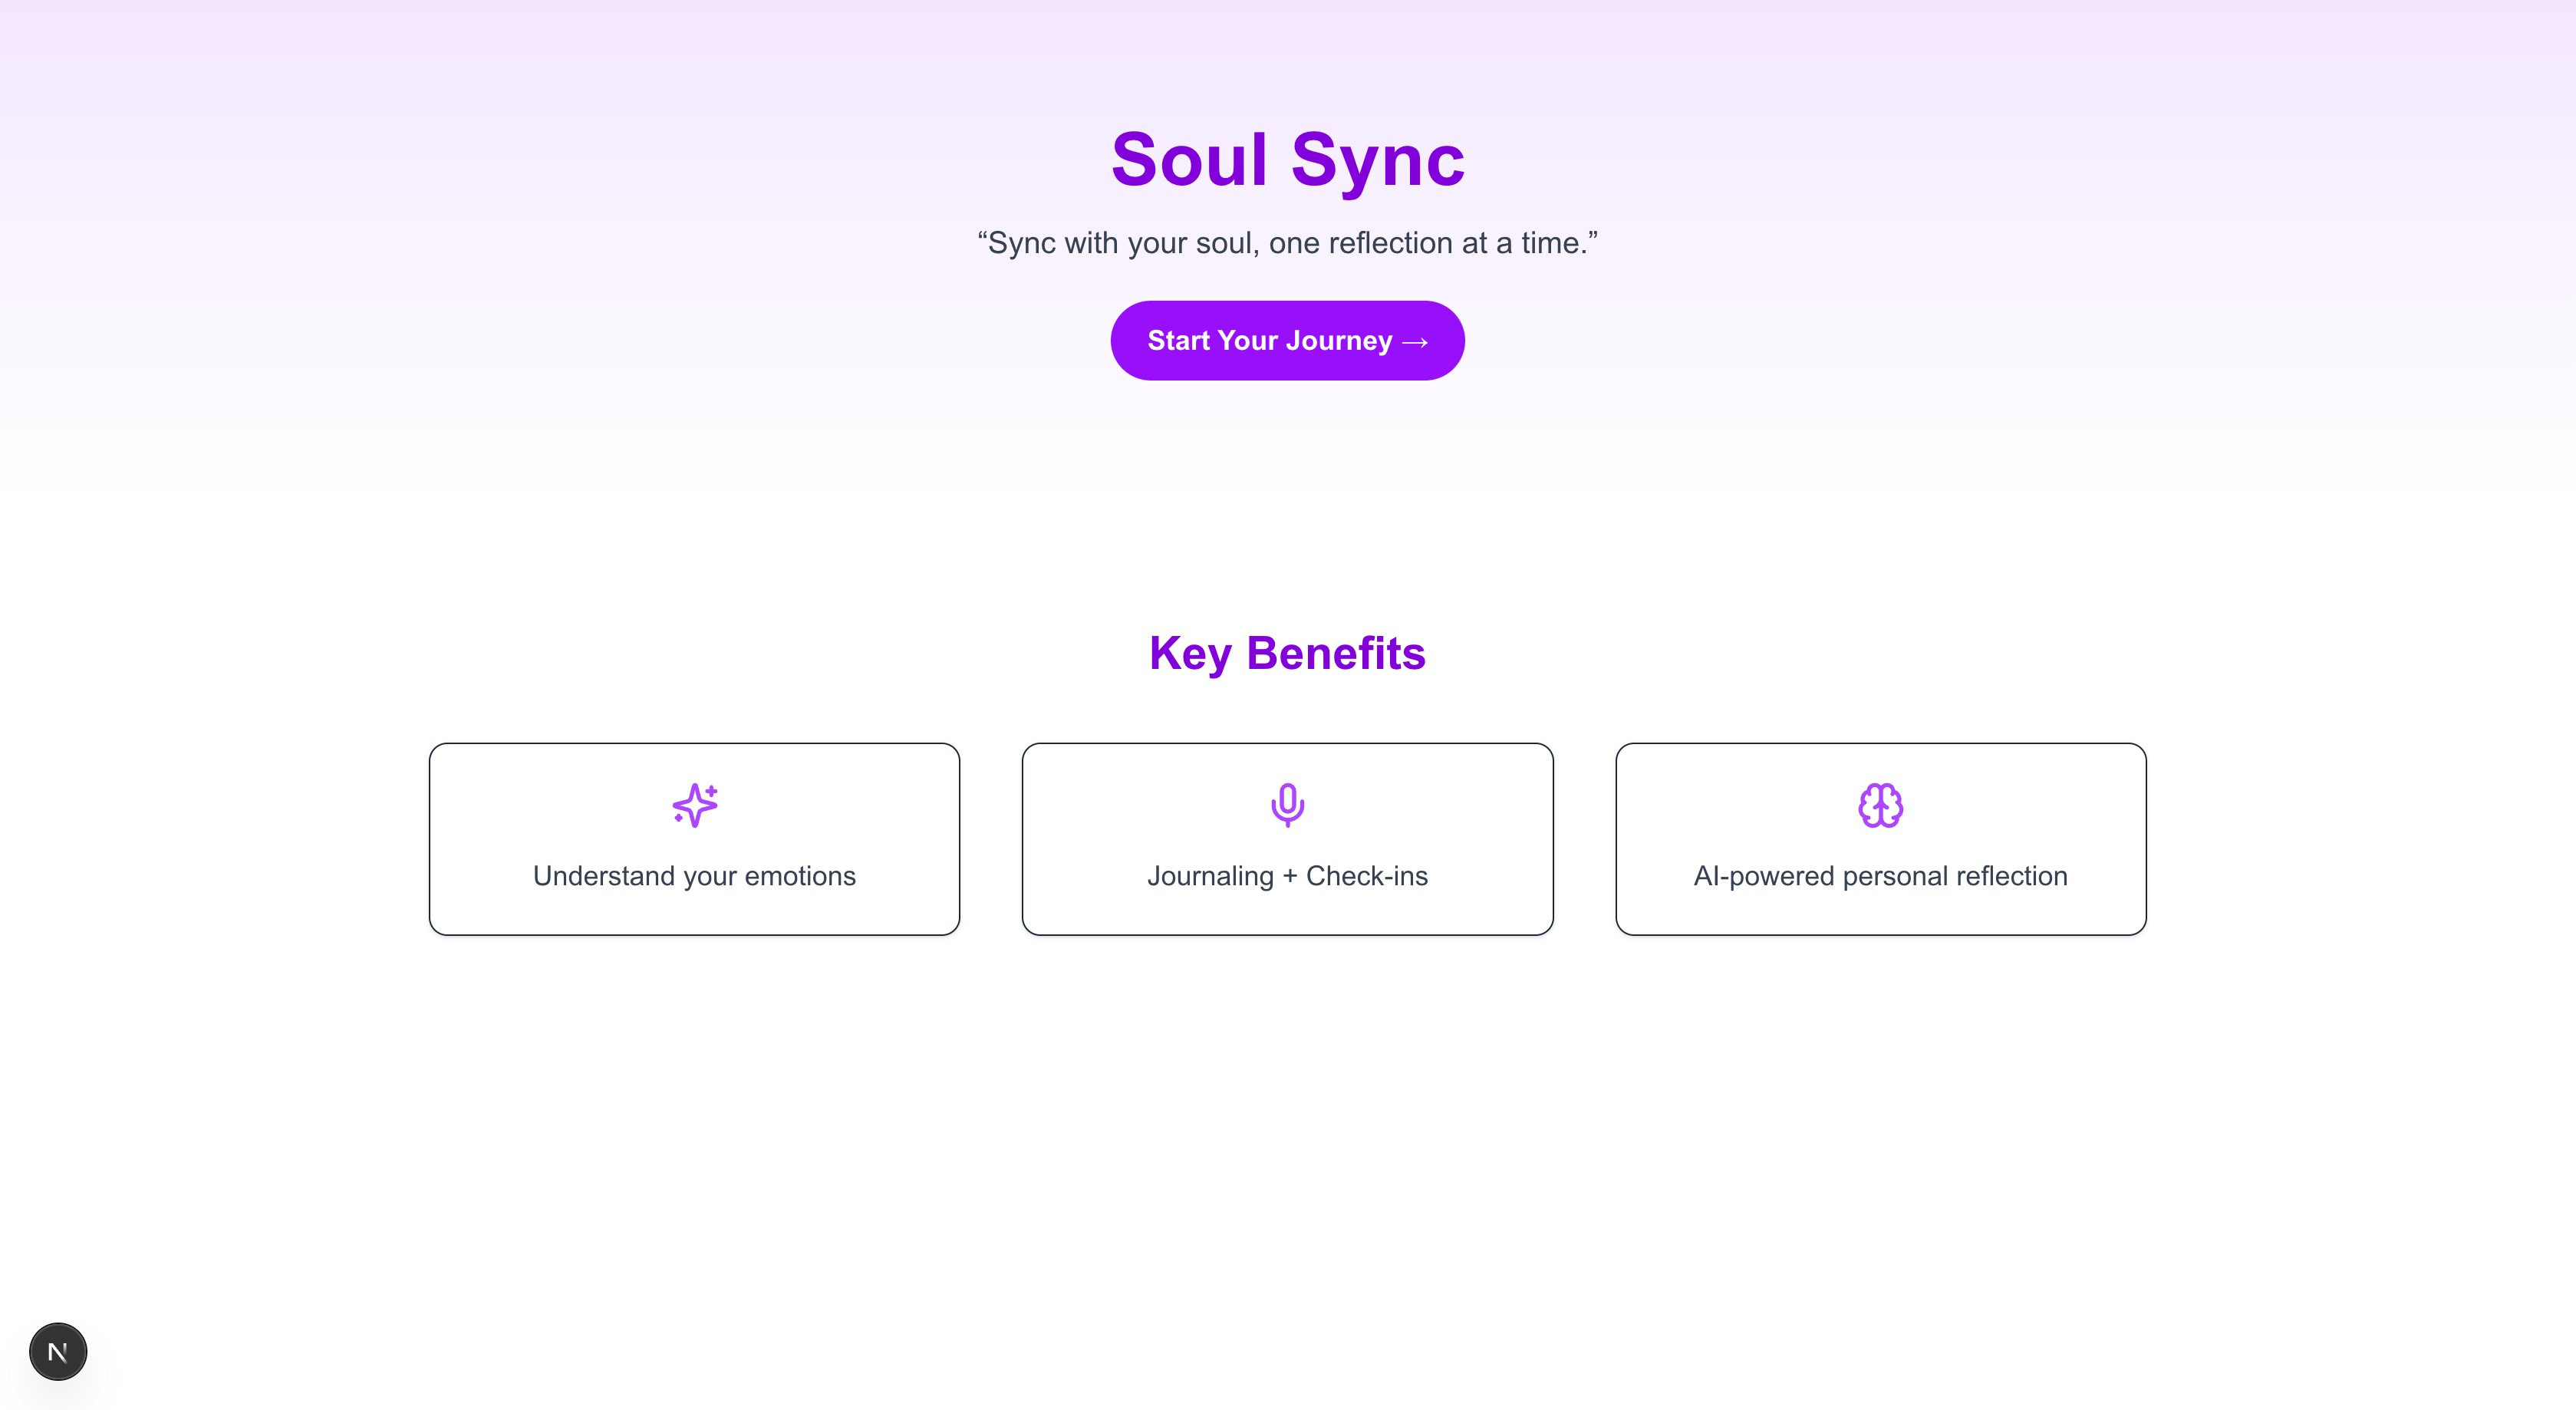 Soul Sync
“Sync with your soul, one reflection at a time.”
Start Your Journey →
Key Benefits
Understand your emotions
Journaling + Check-ins
AI-powered personal reflection
N